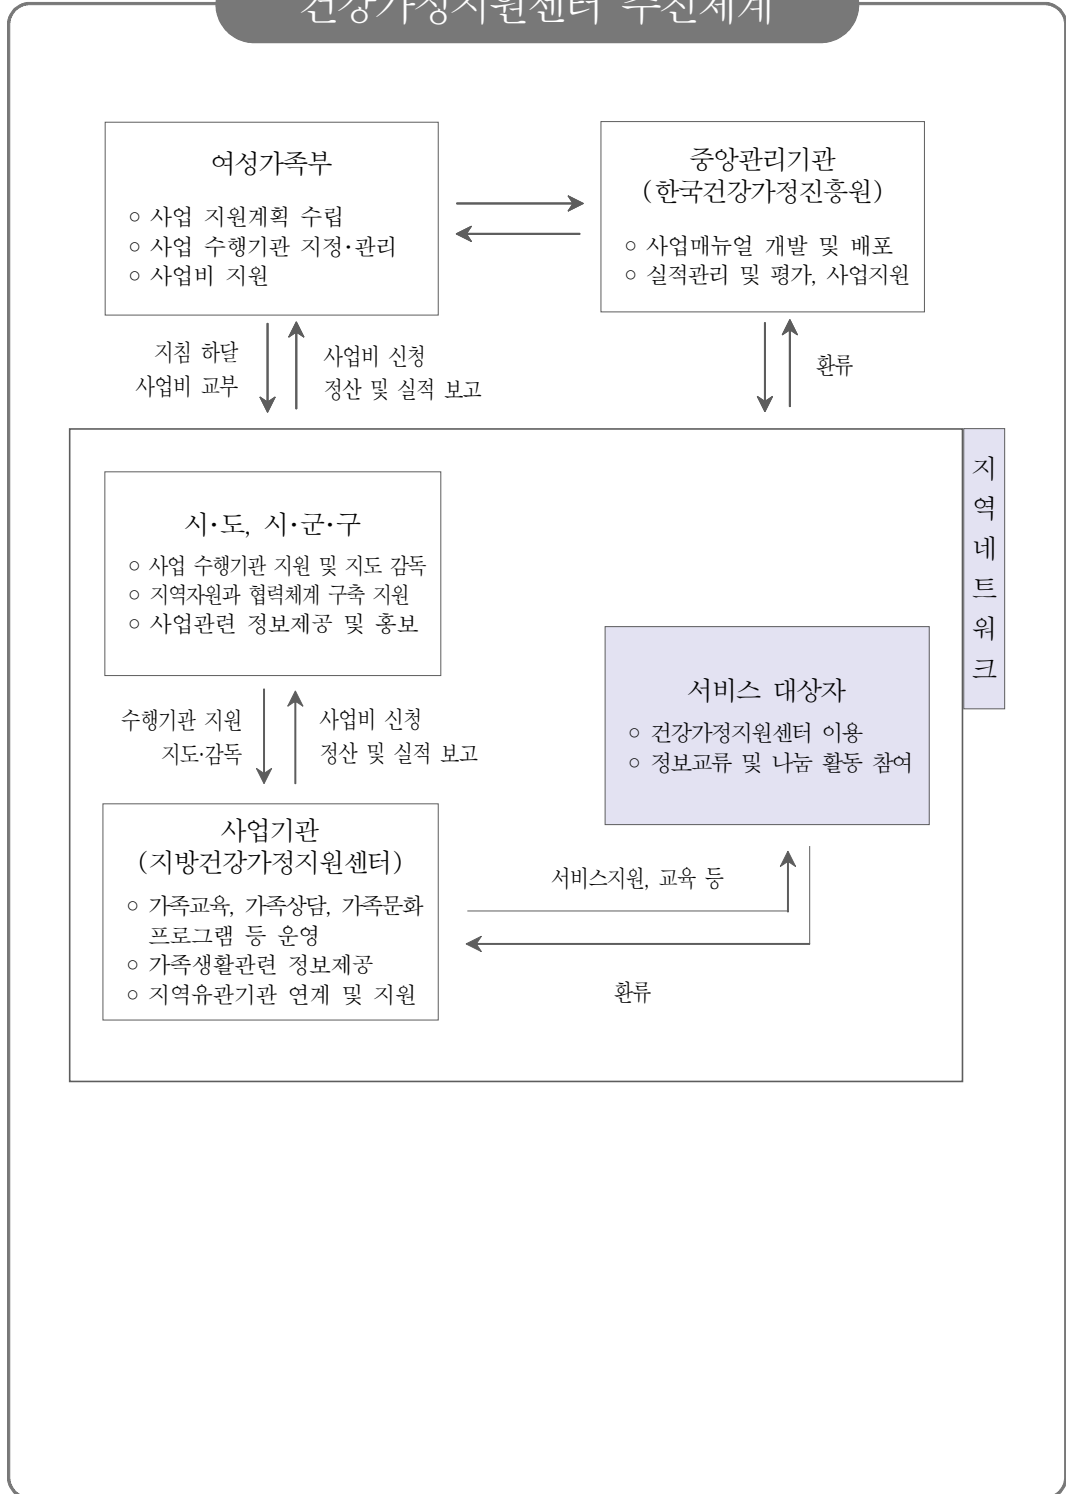 건강가정지원센터 추진체계
여성가족부
○ 사업 지원계획 수립
○ 사업 수행기관 지정·관리
○ 사업비 지원
중앙관리기관
(한국건강가정진흥원)
○ 사업매뉴얼 개발 및 배포
○ 실적관리 및 평가, 사업지원
지침 하달
사업비 교부
사업비 신청
정산 및 실적 보고
환류
지역네트워크
시·도, 시·군·구
○ 사업 수행기관 지원 및 지도 감독
○ 지역자원과 협력체계 구축 지원
○ 사업관련 정보제공 및 홍보
수행기관 지원
지도·감독
사업비 신청
정산 및 실적 보고
서비스 대상자
○ 건강가정지원센터 이용
○ 정보교류 및 나눔 활동 참여
사업기관
(지방건강가정지원센터)
○ 가족교육, 가족상담, 가족문화
프로그램 등 운영
○ 가족생활관련 정보제공
○ 지역유관기관 연계 및 지원
서비스지원, 교육 등
환류